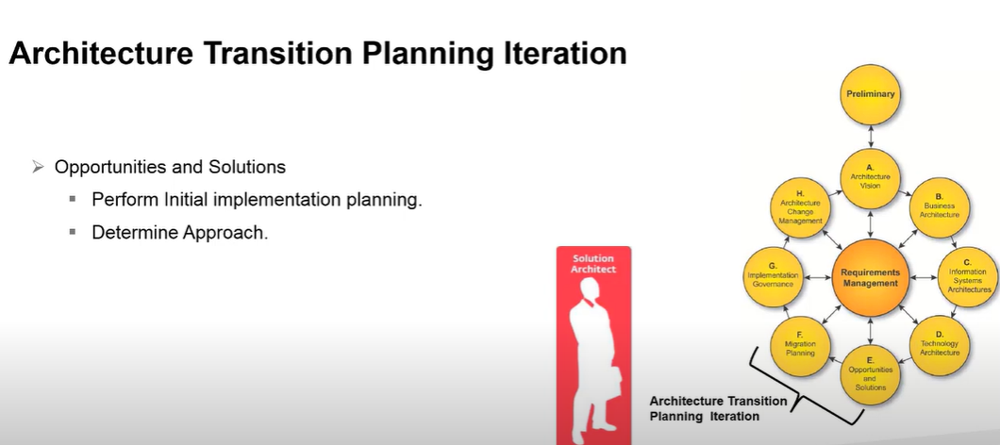 Architecture Transition Planning Iteration
Opportunities and Solutions
Perform Initial implementation planning.
Determine Approach.
Solution
Architect
Preliminary
A.
Architecture
Vision
B.
Business
Architecture
C.
Information
Systems
Architectures
D.
Technology
Architecture
E.
Opportunities
and
Solutions
F.
Migration
Planning
G.
Implementation
Governance
H.
Architecture
Change
Management
Requirements
Management
Architecture Transition
Planning Iteration